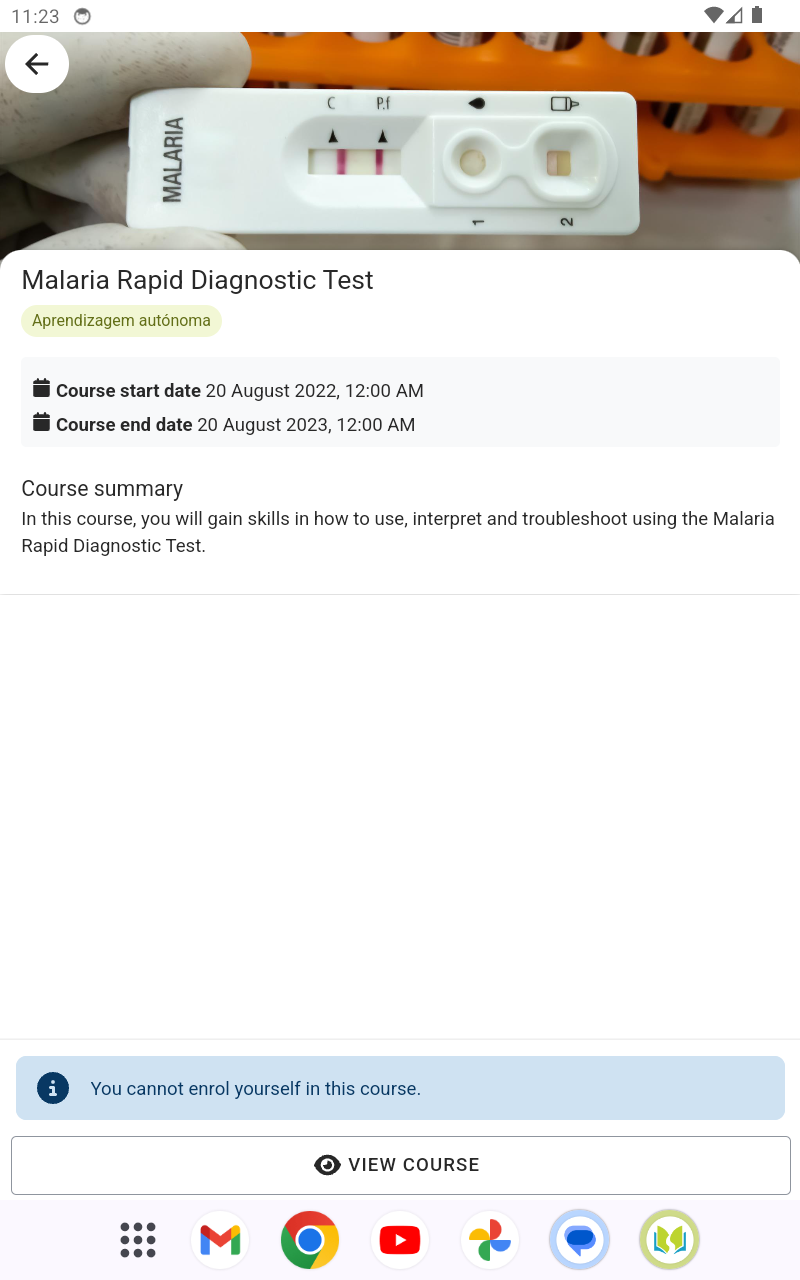 11:23
C P.f
MALARIA
1 2
Malaria Rapid Diagnostic Test
Aprendizagem autónoma
Course start date 20 August 2022, 12:00 AM
Course end date 20 August 2023, 12:00 AM
Course summary
In this course, you will gain skills in how to use, interpret and troubleshoot using the Malaria
Rapid Diagnostic Test.
You cannot enrol yourself in this course.
VIEW COURSE